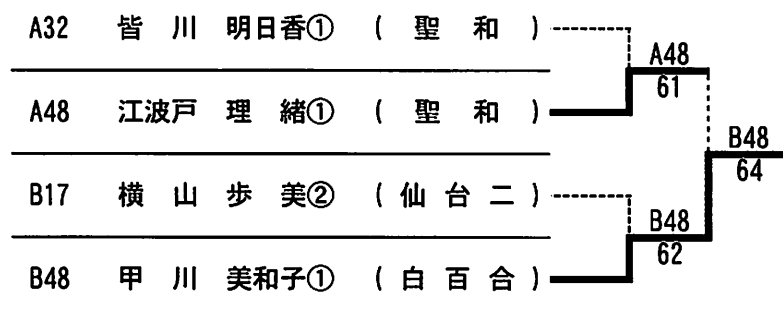 A32 皆川 明日香① (聖和)
A48
61
A48 江波戸 理緒① (聖和)
B48
64
B17 横山 歩美② (仙台二)
B48
62
B48 甲川 美和子① (白百合)